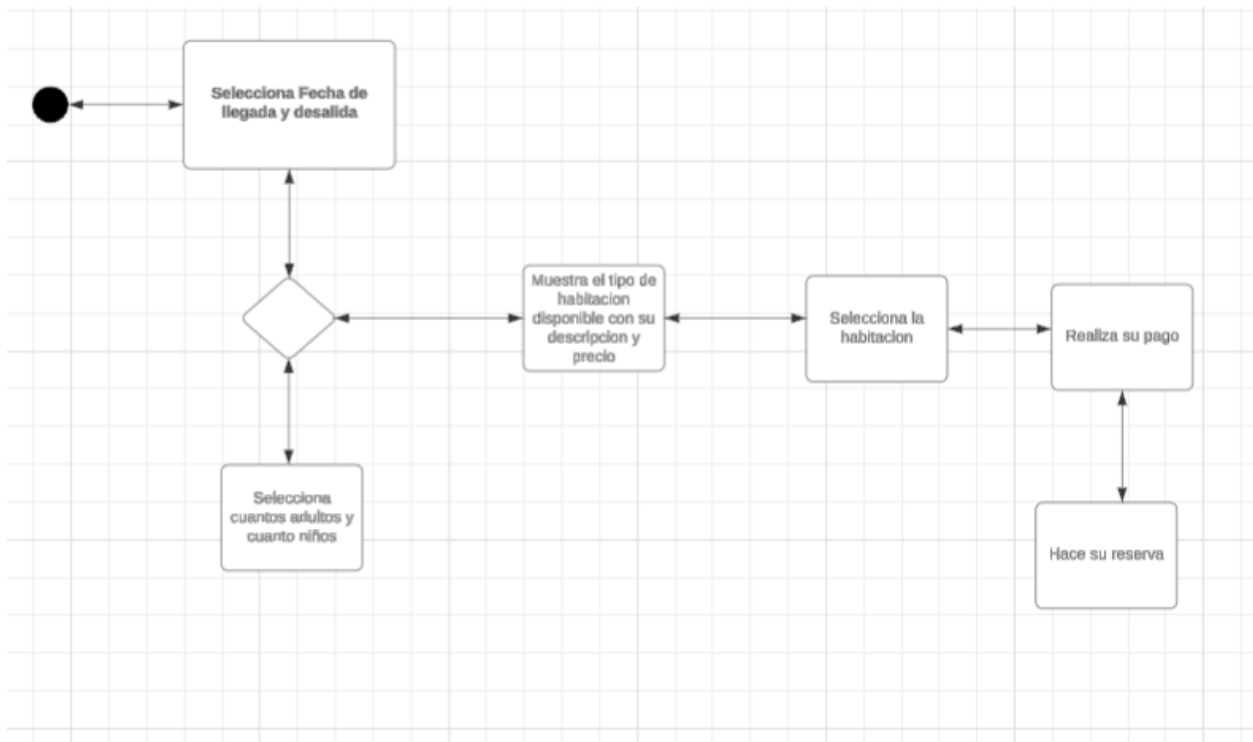 Selecciona Fecha de
llegada y desalida
Muestra el tipo de
habitacion
disponible con su
descripcion y
precio
Selecciona la
habitacion
Realiza su pago
Selecciona
cuantos adultos y
cuanto niños
Hace su reserva